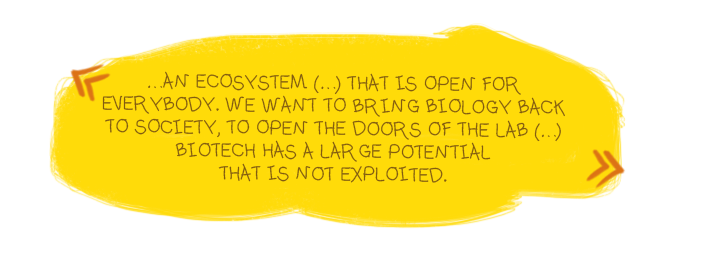 ...AN ECOSYSTEM (...) THAT IS OPEN FOR
EVERYBODY. WE WANT TO BRING BIOLOGY BACK
TO SOCIETY, TO OPEN THE DOORS OF THE LAB (...)
BIOTECH HAS A LARGE POTENTIAL
THAT IS NOT EXPLOITED.